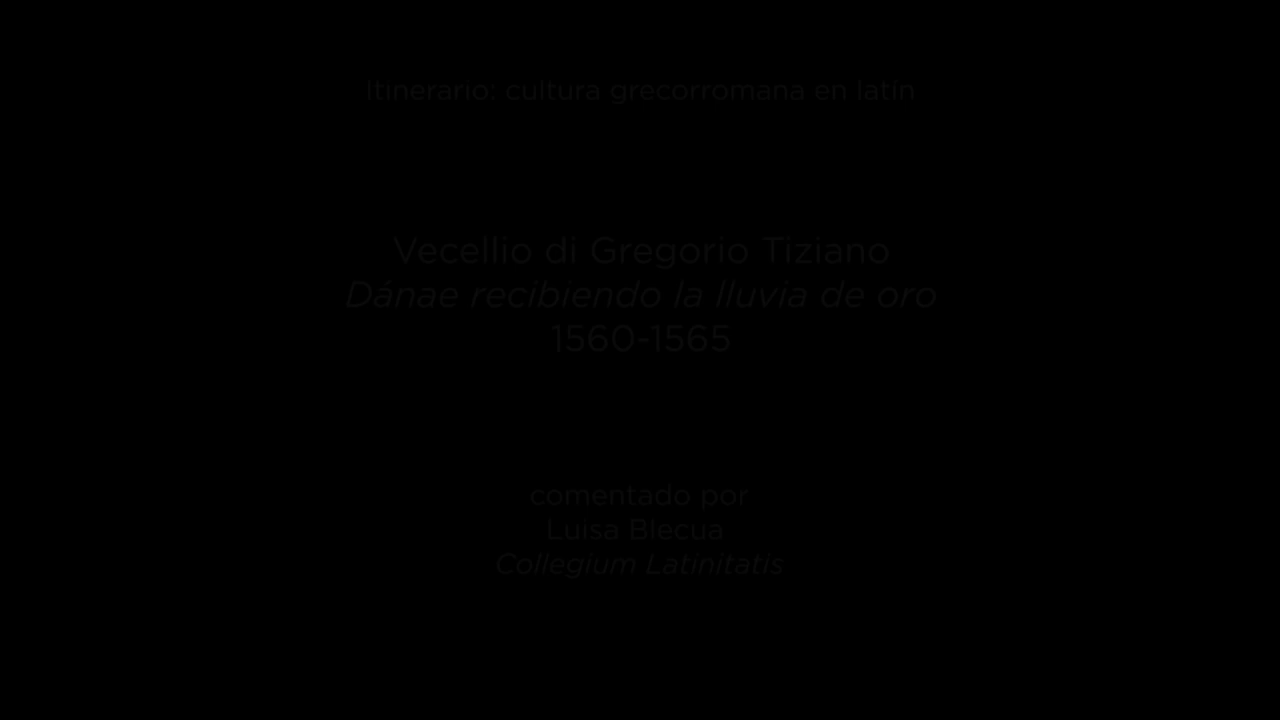 Itinerario: cultura grecorromana en latín
Vecellio di Gregorio Tiziano
Dánae recibiendo la lluvia de oro
1560-1565
comentado por
Luisa Blecua
Collegium Latinitatis